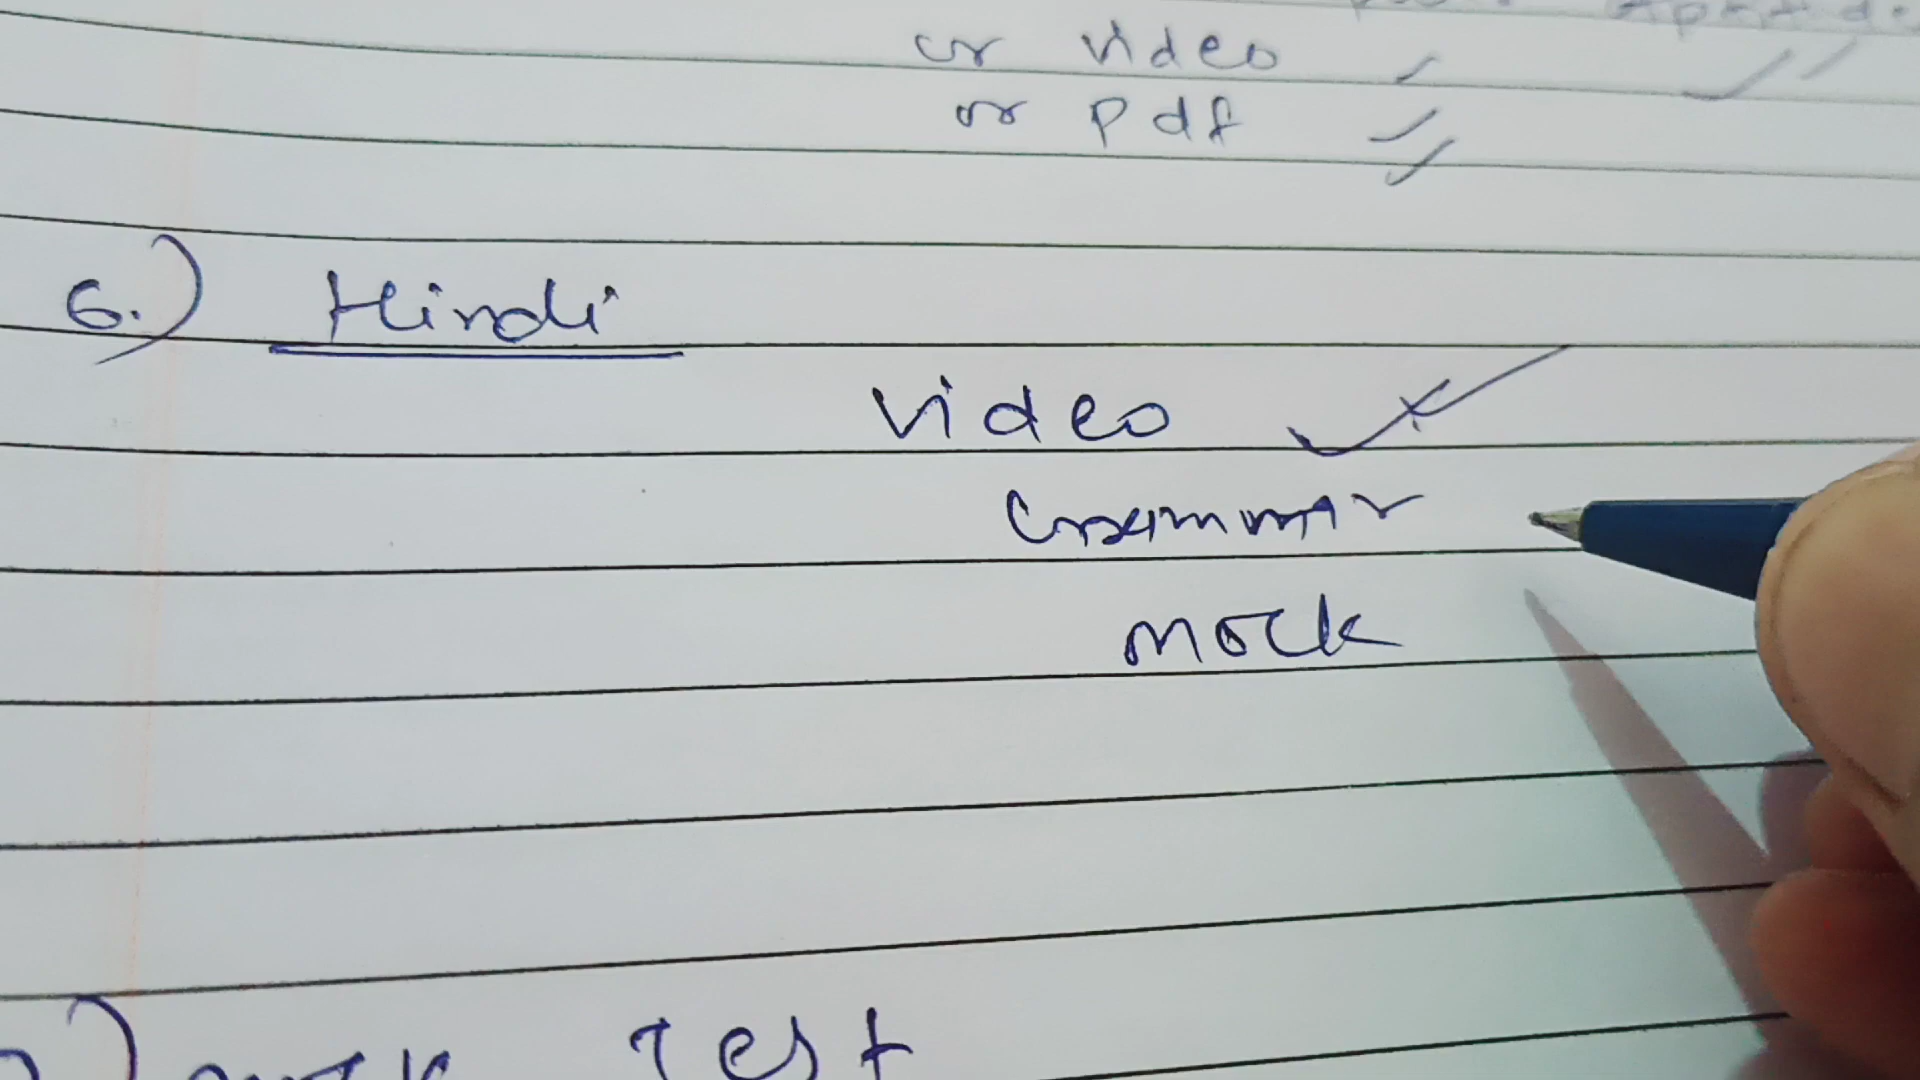 or video
or pdf
6.) Hindi
video
Grammar
mock
Test